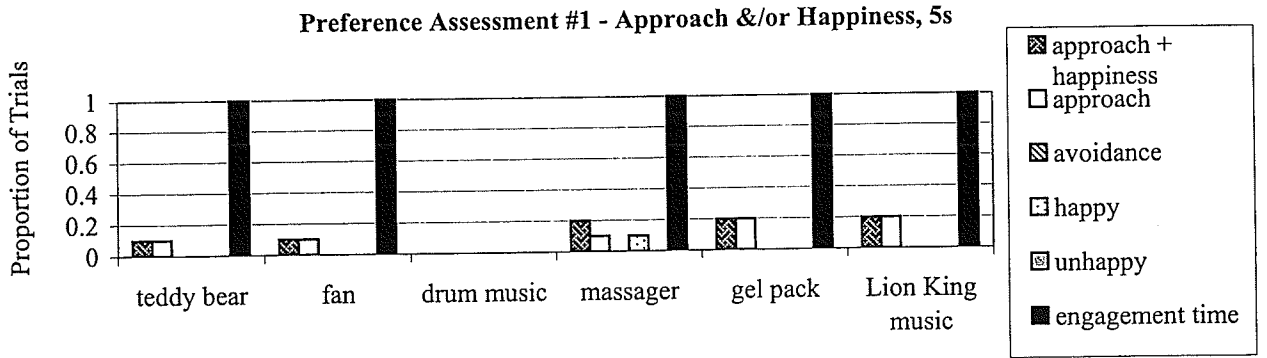 Preference Assessment #1 - Approach &/or Happiness, 5s
Proportion of Trials
1
0.8
0.6
0.4
0.2
0
teddy bear
fan
drum music
massager
gel pack
Lion King
music
approach +
happiness
approach
avoidance
happy
unhappy
engagement time